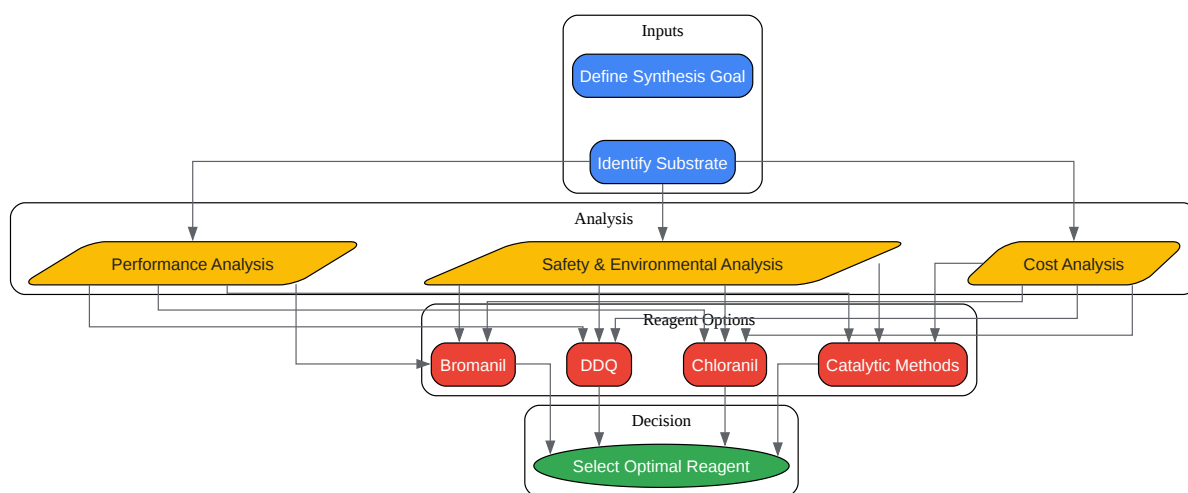 Inputs
Define Synthesis Goal
Identify Substrate
Analysis
Performance Analysis
Safety & Environmental Analysis
Cost Analysis
Reagent Options
Bromanil
DDQ
Chloranil
Catalytic Methods
Decision
Select Optimal Reagent